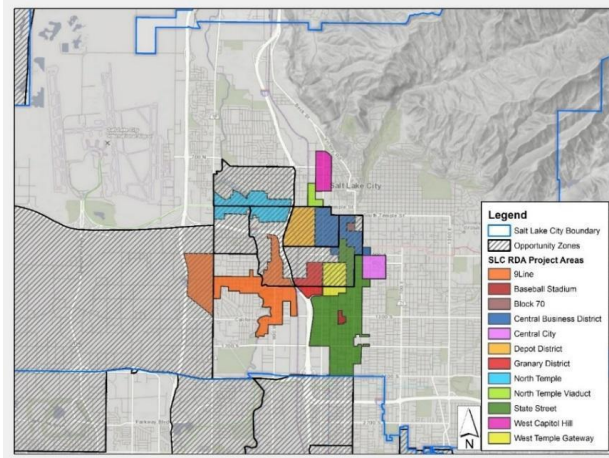 Salt Lake City
Legend
Salt Lake City Boundary
Opportunity Zones
SLC RDA Project Areas
9Line
Baseball Stadium
Block 70
Central Business District
Central City
Depot District
Granary District
North Temple
North Temple Viaduct
State Street
West Capitol Hill
West Temple Gateway
N